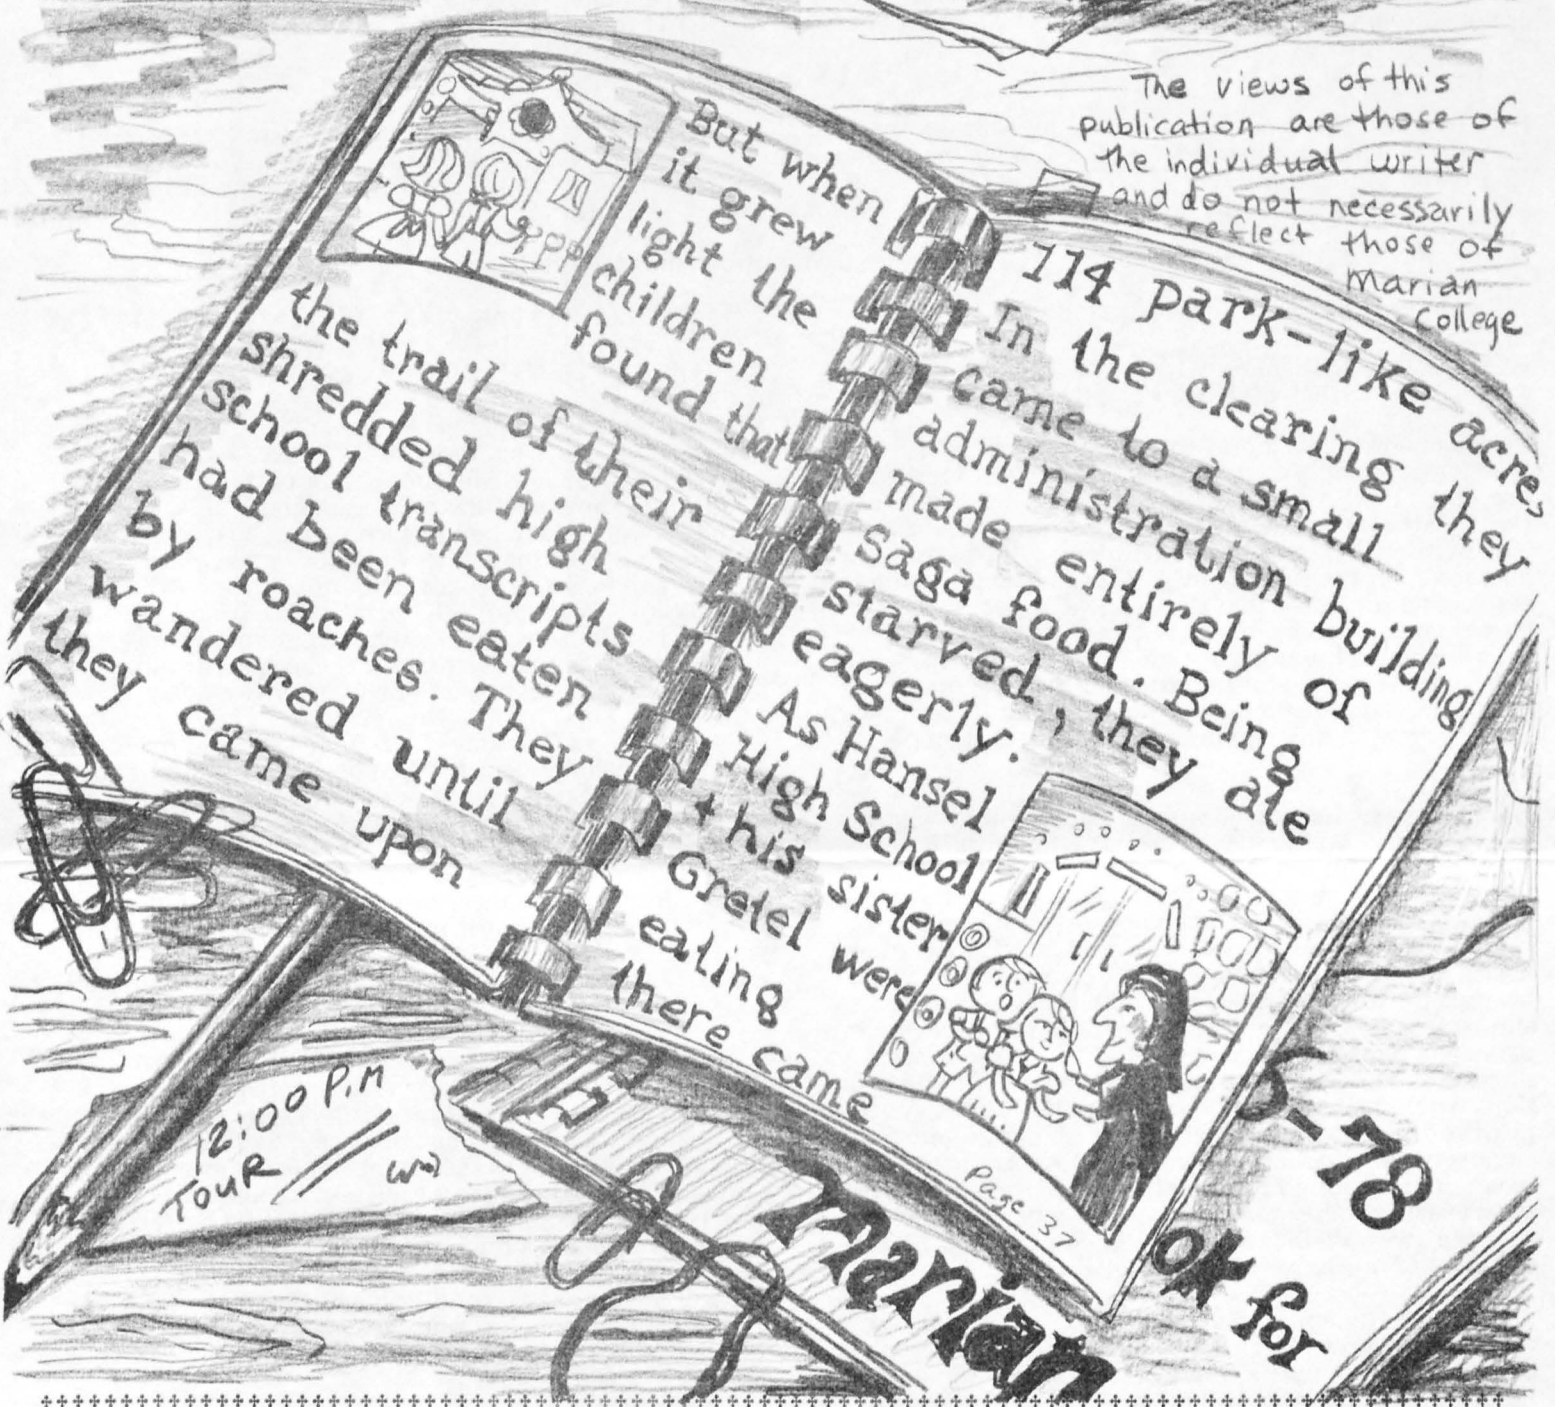 The views of this
publication are those of
the individual writer
and do not necessarily
reflect those of
Marian
College
But when
it grew
light the
children
found that
the trail of their
shredded high
school transcripts
had been eaten
by roaches. They
wandered until
they came upon
114 park-like acres
In the clearing they
came to a small
administration building
made entirely of
Saga food. Being
starved, they ate
eagerly.
As Hansel
High School
+ his sister
Gretel were
eating
there came
Page 37
12:00 P.M
TOUR
Marian
-78
ok for